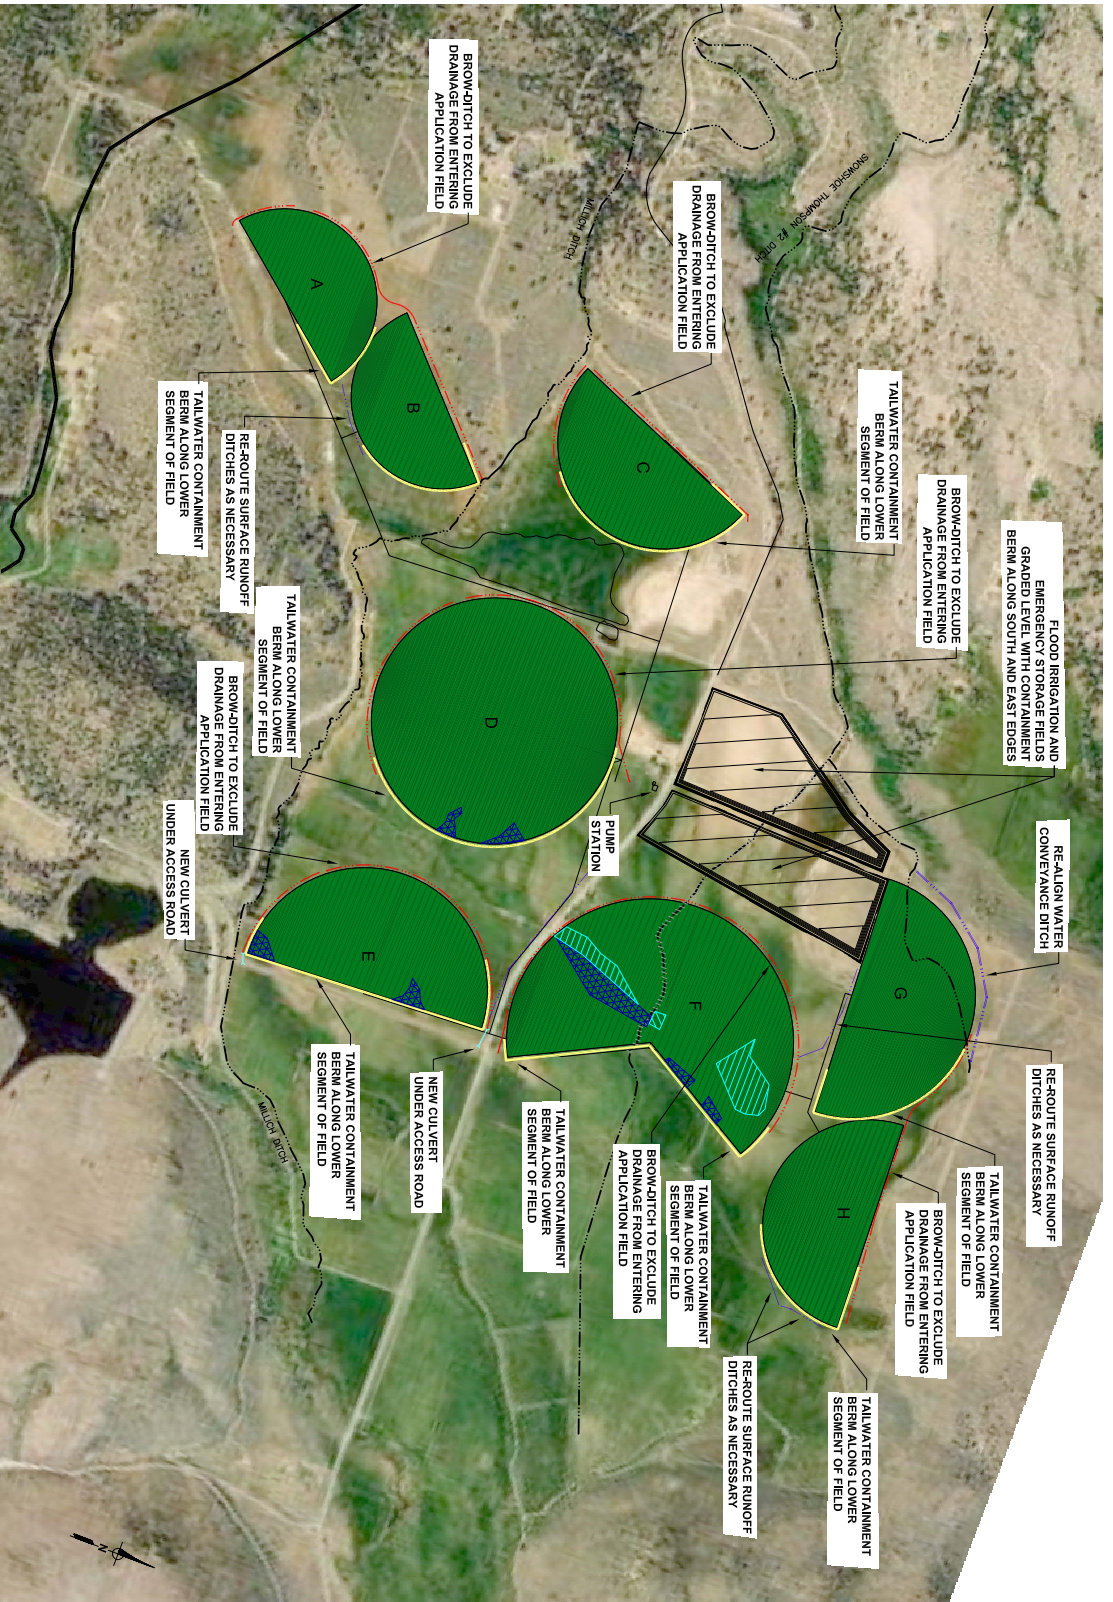 BROW-DITCH TO EXCLUDE
DRAINAGE FROM ENTERING
APPLICATION FIELD
SNOWSHOE THOMPSON #2 DITCH
MILLICH DITCH
BROW-DITCH TO EXCLUDE
DRAINAGE FROM ENTERING
APPLICATION FIELD
A
B
C
TAILWATER CONTAINMENT
BERM ALONG LOWER
SEGMENT OF FIELD
TAILWATER CONTAINMENT
BERM ALONG LOWER
SEGMENT OF FIELD
RE-ROUTE SURFACE RUNOFF
DITCHES AS NECESSARY
BROW-DITCH TO EXCLUDE
DRAINAGE FROM ENTERING
APPLICATION FIELD
FLOOD IRRIGATION AND
EMERGENCY STORAGE FIELDS
GRADED LEVEL WITH CONTAINMENT
BERM ALONG SOUTH AND EAST EDGES
TAILWATER CONTAINMENT
BERM ALONG LOWER
SEGMENT OF FIELD
BROW-DITCH TO EXCLUDE
DRAINAGE FROM ENTERING
APPLICATION FIELD
D
PUMP
STATION
RE-ALIGN WATER
CONVEYANCE DITCH
NEW CULVERT
UNDER ACCESS ROAD
E
F
G
H
TAILWATER CONTAINMENT
BERM ALONG LOWER
SEGMENT OF FIELD
MILLICH DITCH
NEW CULVERT
UNDER ACCESS ROAD
TAILWATER CONTAINMENT
BERM ALONG LOWER
SEGMENT OF FIELD
BROW-DITCH TO EXCLUDE
DRAINAGE FROM ENTERING
APPLICATION FIELD
TAILWATER CONTAINMENT
BERM ALONG LOWER
SEGMENT OF FIELD
RE-ROUTE SURFACE RUNOFF
DITCHES AS NECESSARY
TAILWATER CONTAINMENT
BERM ALONG LOWER
SEGMENT OF FIELD
BROW-DITCH TO EXCLUDE
DRAINAGE FROM ENTERING
APPLICATION FIELD
RE-ROUTE SURFACE RUNOFF
DITCHES AS NECESSARY
TAILWATER CONTAINMENT
BERM ALONG LOWER
SEGMENT OF FIELD
N